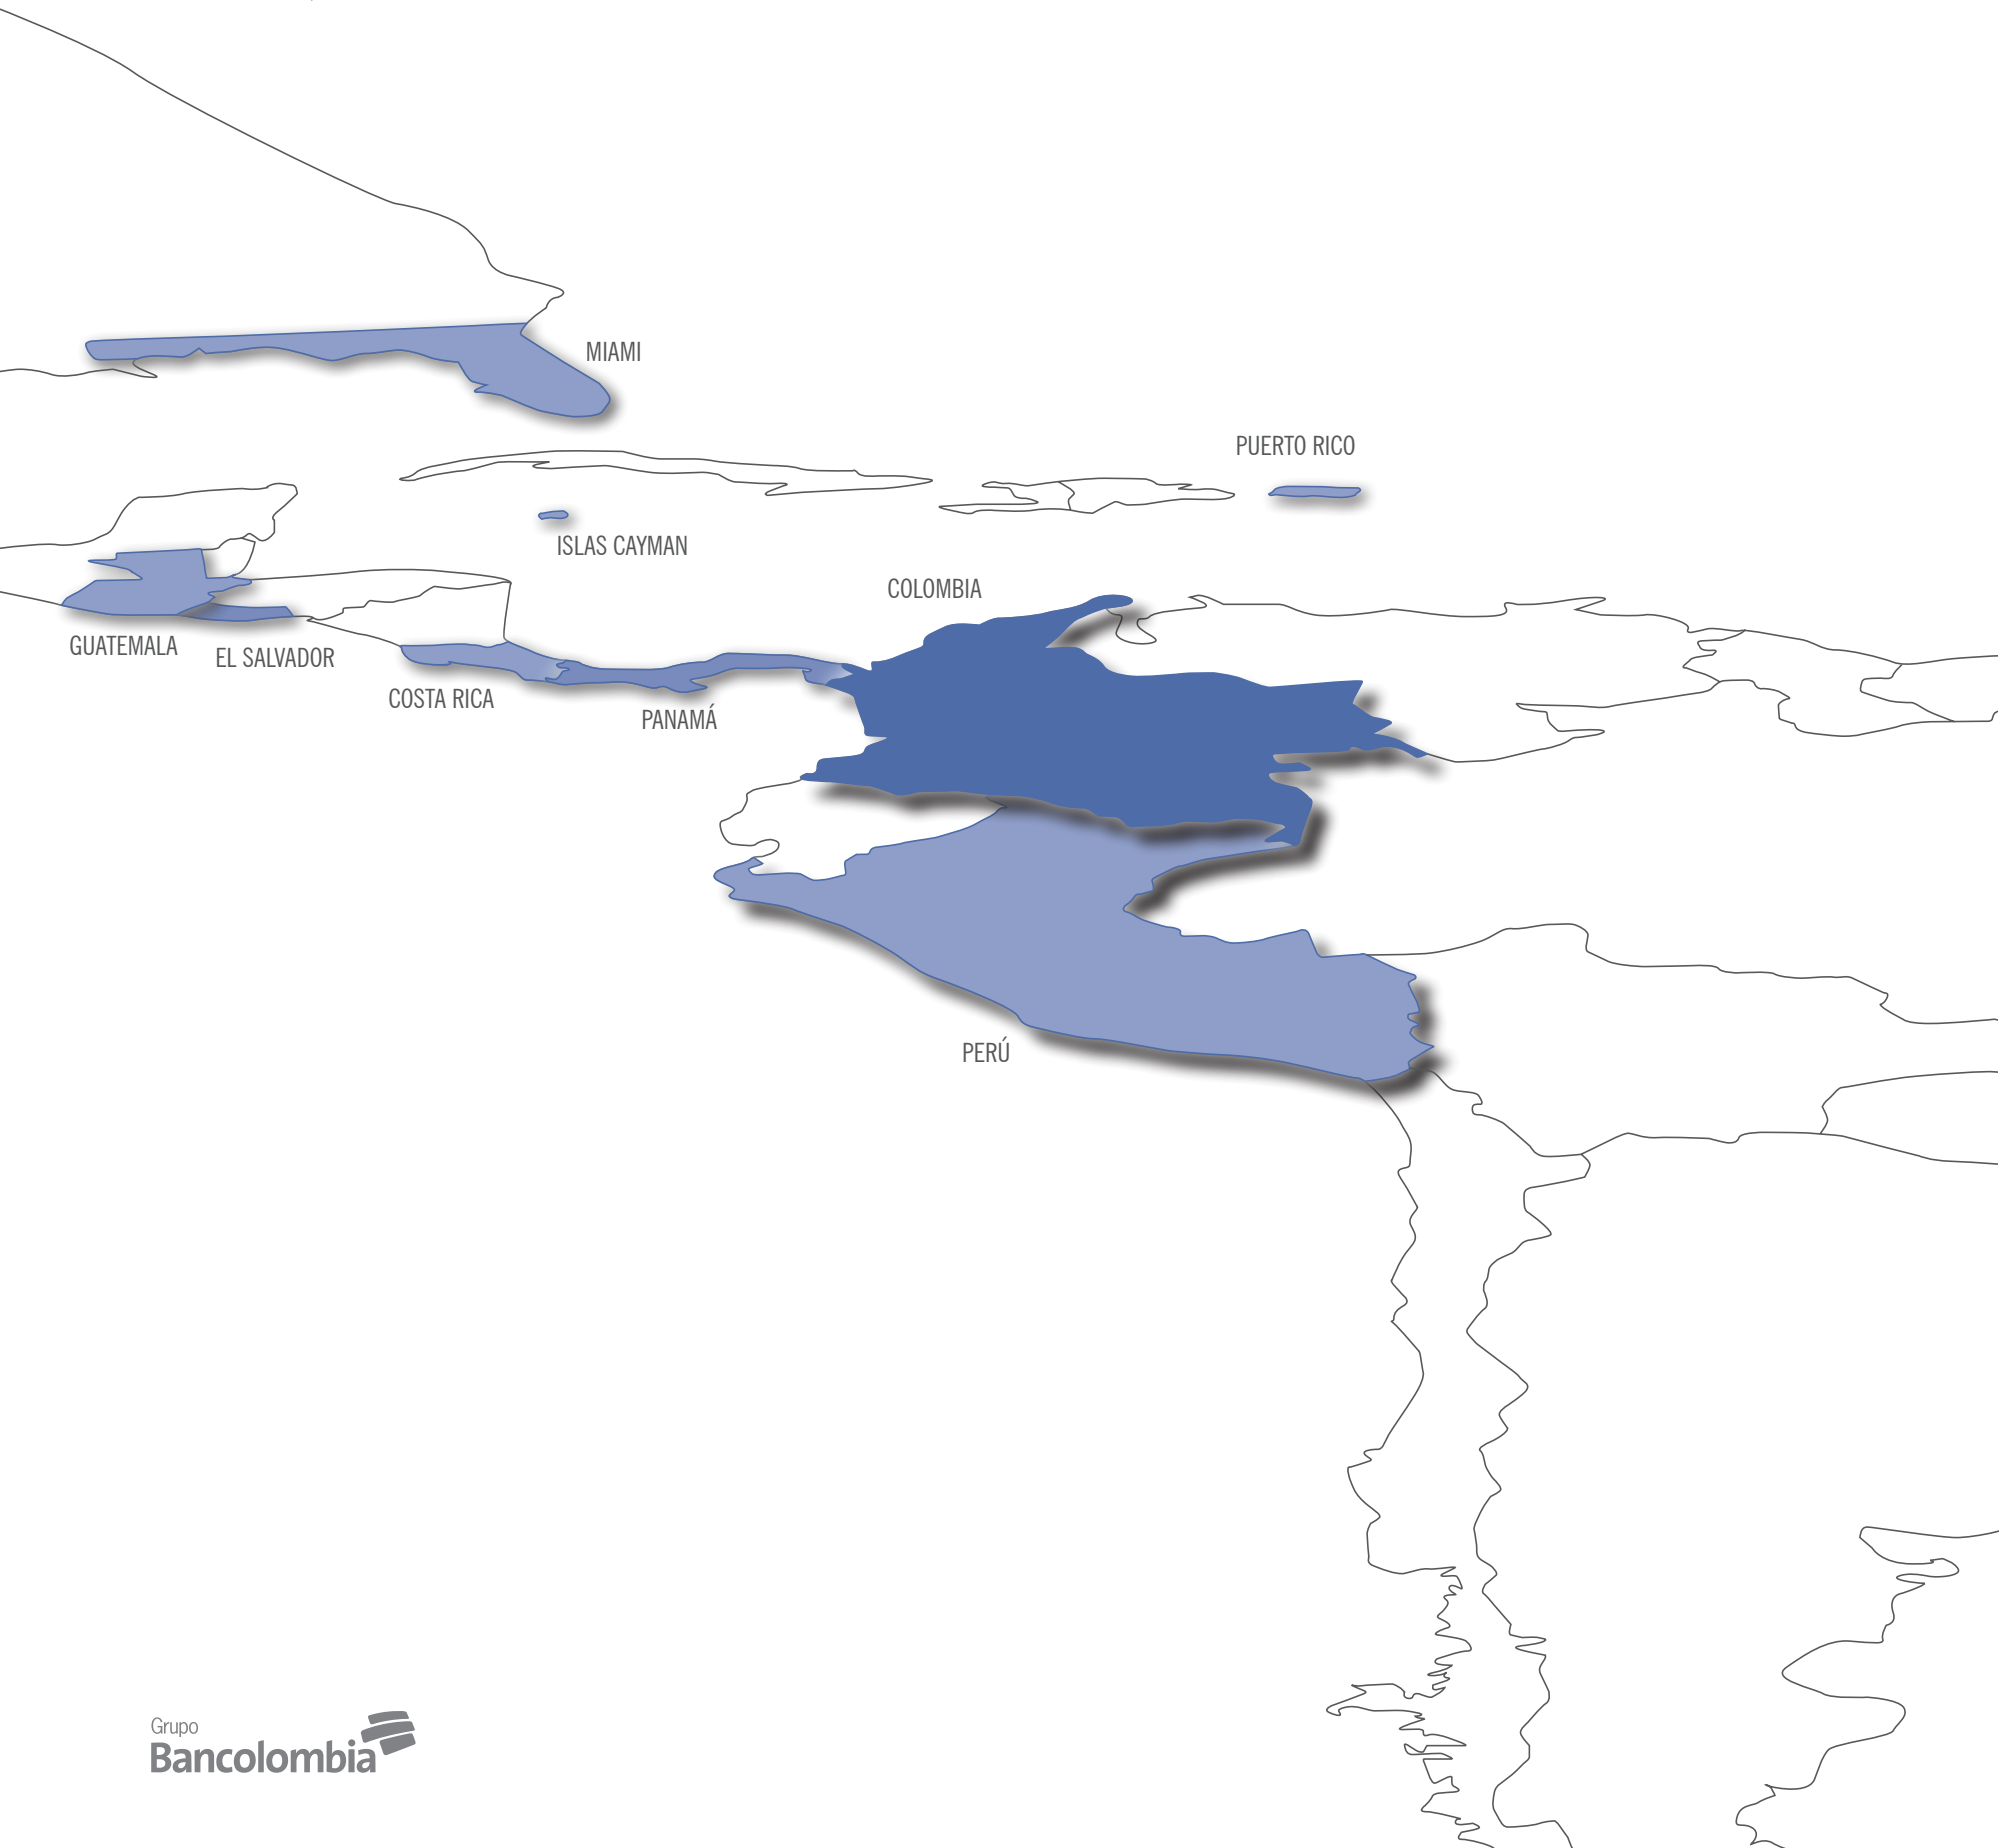 MIAMI
PUERTO RICO
ISLAS CAYMAN
COLOMBIA
GUATEMALA
EL SALVADOR
COSTA RICA
PANAMÁ
PERÚ
Grupo
Bancolombia